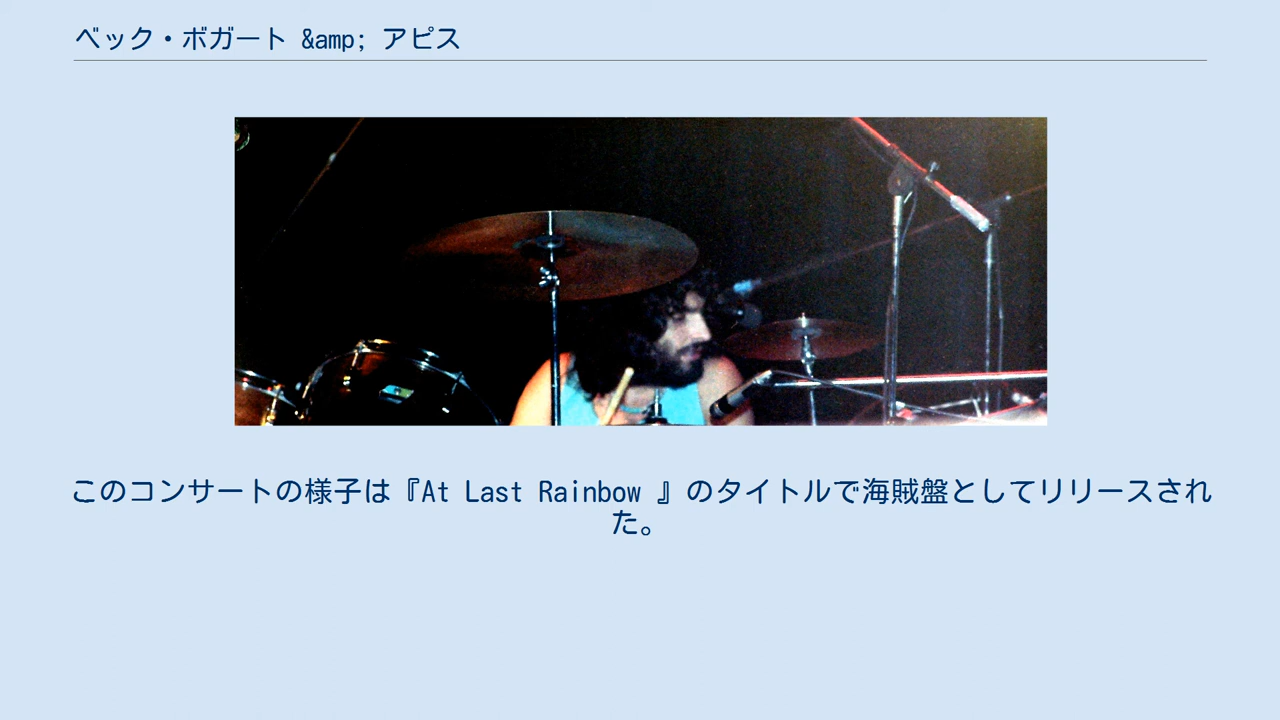 ベック・ボガート &amp; アピス
このコンサートの様子は『At Last Rainbow 』のタイトルで海賊盤としてリリースされ
た。